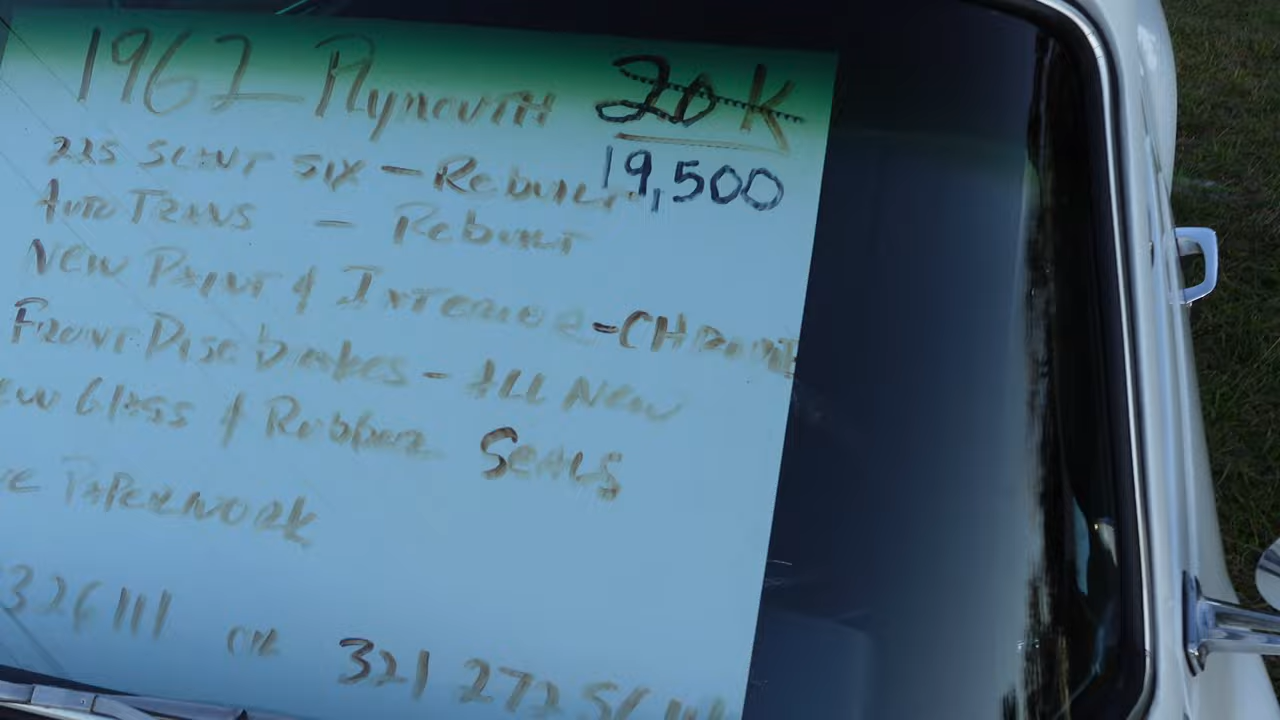 1962 Plymouth 20K
19,500
225 SLANT SIX - Rebuilt
Auto TRANS - Rebuilt
New PAINT & INTERIOR - CHROME
FRONT Disc brakes - ALL New
Glass & Rubber SEALS
PAPERWORK
326111 OR 321 272